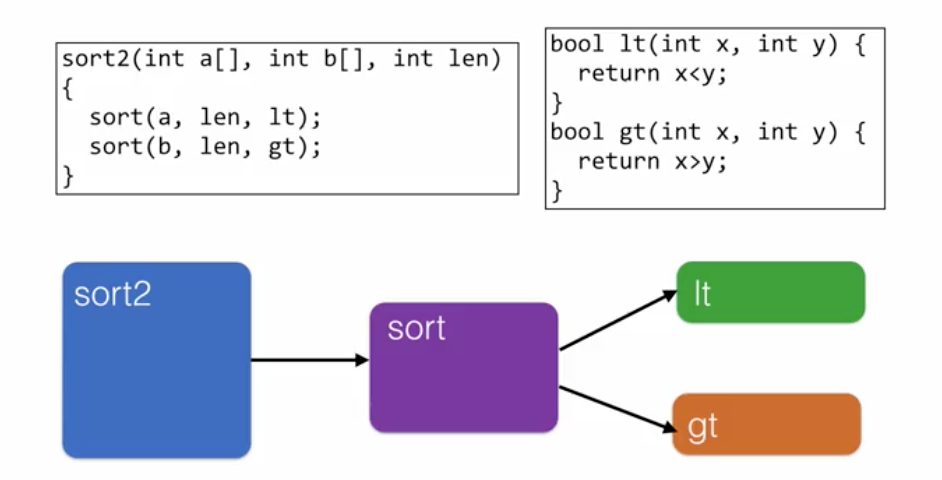 sort2(int a[], int b[], int len)
{
  sort(a, len, lt);
  sort(b, len, gt);
}
bool lt(int x, int y) {
  return x<y;
}
bool gt(int x, int y) {
  return x>y;
}
sort2
sort
lt
gt